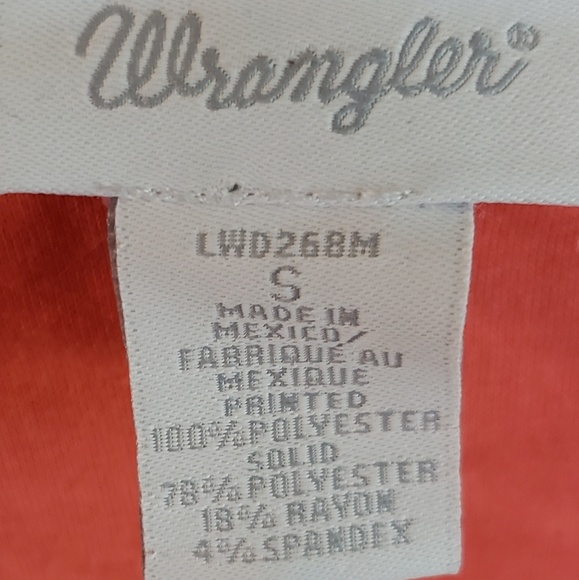 Wrangler®
LWD268M
S
MADE IN
MEXICO/
FABRIQUÉ AU
MEXIQUE
PRINTED
100% POLYESTER
SOLID
78% POLYESTER
18% RAYON
4% SPANDEX